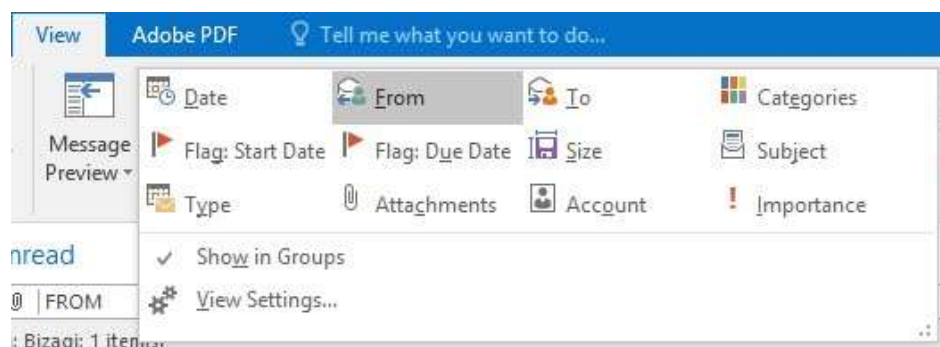 View Adobe PDF Tell me what you want to do...
Date From To Categories
Message Flag: Start Date Flag: Due Date Size Subject
Preview
Type Attachments Account Importance
Show in Groups
FROM
View Settings...
: Bizagi: 1 item